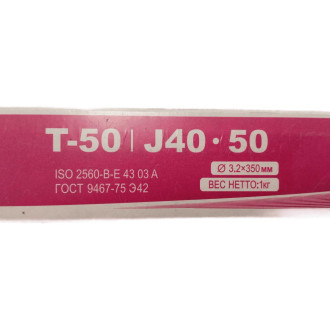 T-50 | J40 • 50
ISO 2560-B-E 43 03 A
ГОСТ 9467-75 Э42
Ø 3,2×350 мм
ВЕС НЕТТО:1кг